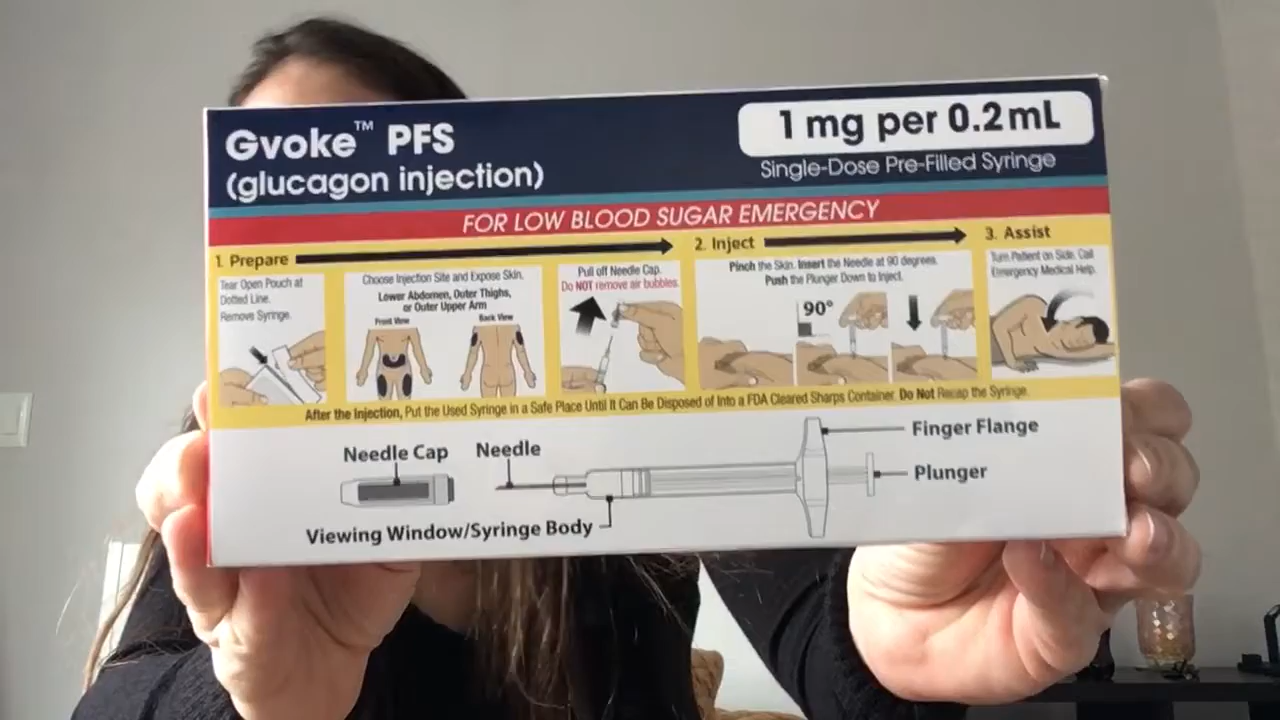 Gvoke™ PFS
(glucagon injection)
1 mg per 0.2mL
Single-Dose Pre-Filled Syringe
FOR LOW BLOOD SUGAR EMERGENCY
1. Prepare
Tear Open Pouch at
Dotted Line.
Remove Syringe.
Choose Injection Site and Expose Skin.
Lower Abdomen, Outer Thighs,
or Outer Upper Arm
Front View
Back View
Pull off Needle Cap.
Do NOT remove air bubbles.
2. Inject
Pinch the Skin. Insert the Needle at 90 degrees.
Push the Plunger Down to Inject.
90°
3. Assist
Turn Patient on Side. Call
Emergency Medical Help.
After the Injection, Put the Used Syringe in a Safe Place Until It Can Be Disposed of Into a FDA Cleared Sharps Container. Do Not Recap the Syringe.
Needle Cap
Needle
Viewing Window/Syringe Body
Finger Flange
Plunger